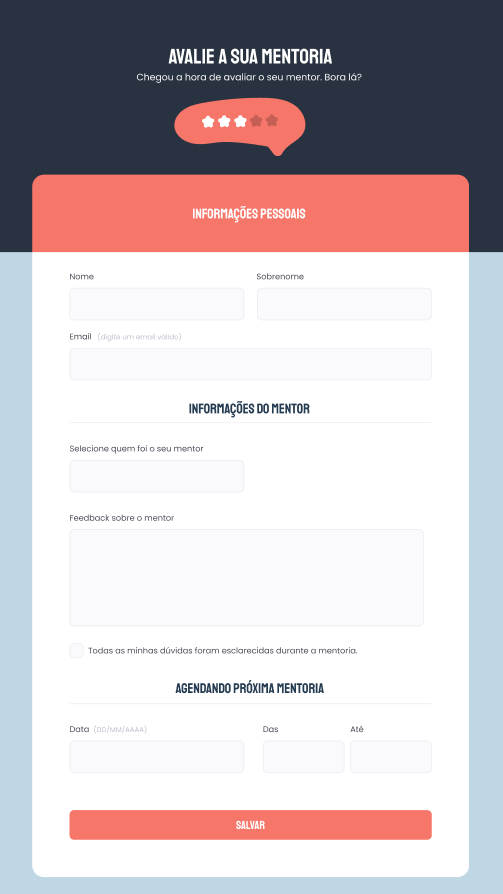 AVALIE A SUA MENTORIA
Chegou a hora de avaliar o seu mentor. Bora lá?
INFORMAÇÕES PESSOAIS
Nome Sobrenome
Email (digite um email válido)
INFORMAÇÕES DO MENTOR
Selecione quem foi o seu mentor
Feedback sobre o mentor
Todas as minhas dúvidas foram esclarecidas durante a mentoria.
AGENDANDO PRÓXIMA MENTORIA
Data (DD/MM/AAAA) Das Até
SALVAR